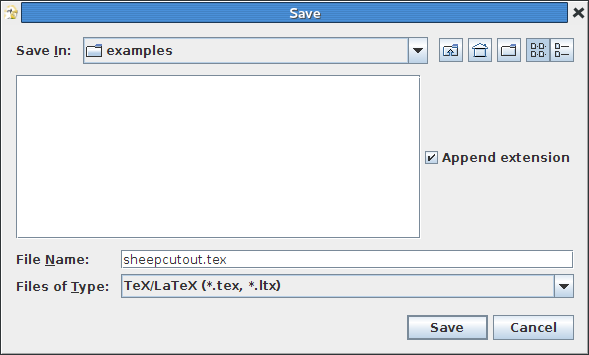 Save
Save In: examples
Append extension
File Name: sheepcutout.tex
Files of Type: TeX/LaTeX (*.tex, *.ltx)
Save Cancel